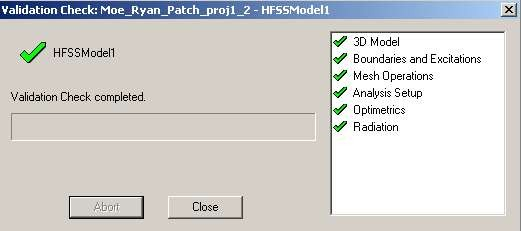 Validation Check: Moe_Ryan_Patch_proj1_2 - HFSSModel1
HFSSModel1
Validation Check completed.
Abort
Close
3D Model
Boundaries and Excitations
Mesh Operations
Analysis Setup
Optimetrics
Radiation